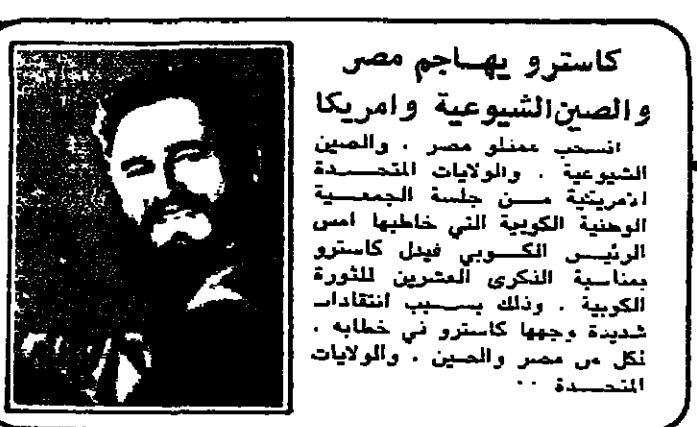 كاسترو يهاجم مصر
والصين الشيوعية وامريكا
انسحب ممثلو مصر . والصين
الشيوعية . والولايات المتحدة
الامريكية من جلسة الجمعية
الوطنية الكوبية التي خاطبها امس
الرئيس الكوبي فيدل كاسترو
بمناسبة الذكرى العشرين للثورة
الكوبية . وذلك بسبب انتقادات
شديدة وجهها كاسترو في خطابه .
لكل من مصر والصين . والولايات
المتحدة ..